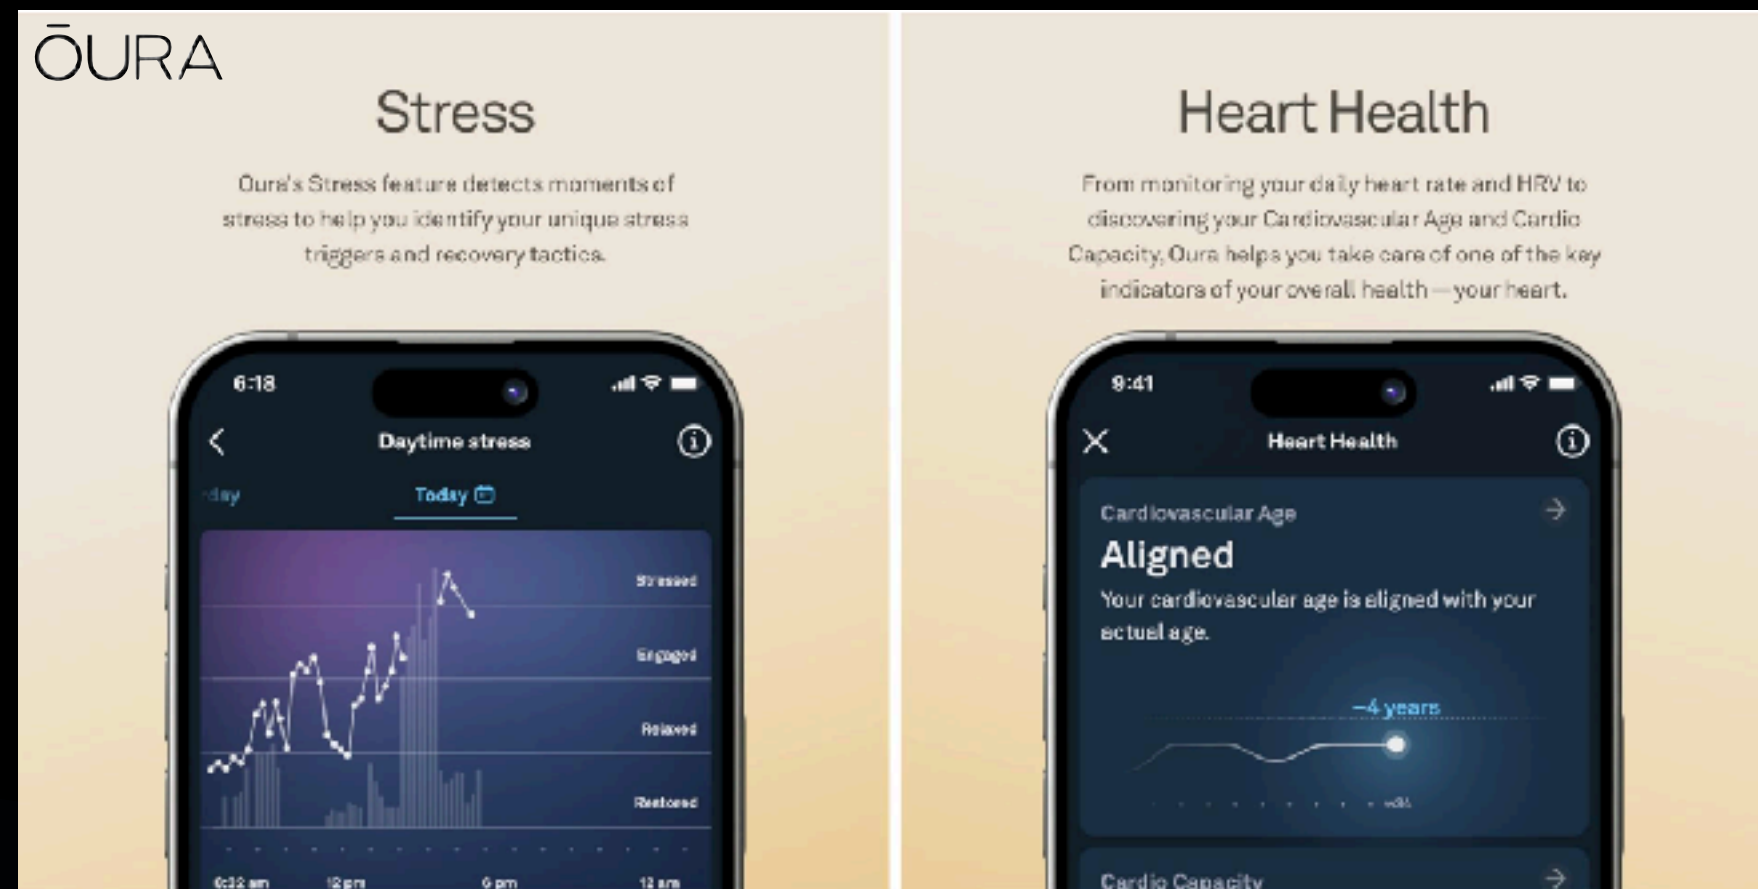 ŌURA
Stress
Oura's Stress feature detects moments of
stress to help you identify your unique stress
triggers and recovery tactics.
6:18
Daytime stress
Today
Stressed
Engaged
Relaxed
Restored
12 pm
6 pm
12 am
Heart Health
From monitoring your daily heart rate and HRV to
discovering your Cardiovascular Age and Cardio
Capacity, Oura helps you take care of one of the key
indicators of your overall health — your heart.
9:41
Heart Health
Cardiovascular Age
Aligned
Your cardiovascular age is aligned with your
actual age.
−4 years
Cardio Capacity